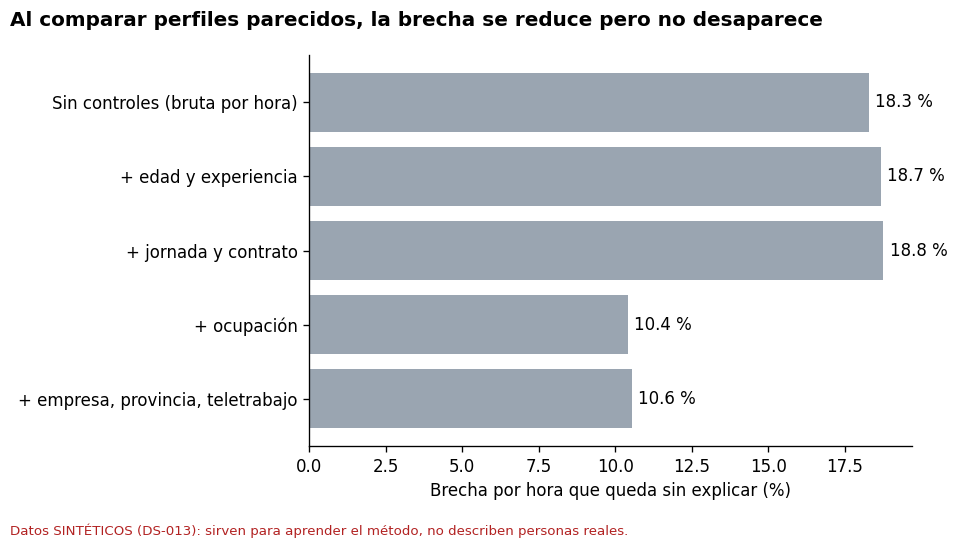 Al comparar perfiles parecidos, la brecha se reduce pero no desaparece
Sin controles (bruta por hora)
18.3 %
+ edad y experiencia
18.7 %
+ jornada y contrato
18.8 %
+ ocupación
10.4 %
+ empresa, provincia, teletrabajo
10.6 %
0.0 2.5 5.0 7.5 10.0 12.5 15.0 17.5
Brecha por hora que queda sin explicar (%)
Datos SINTÉTICOS (DS-013): sirven para aprender el método, no describen personas reales.